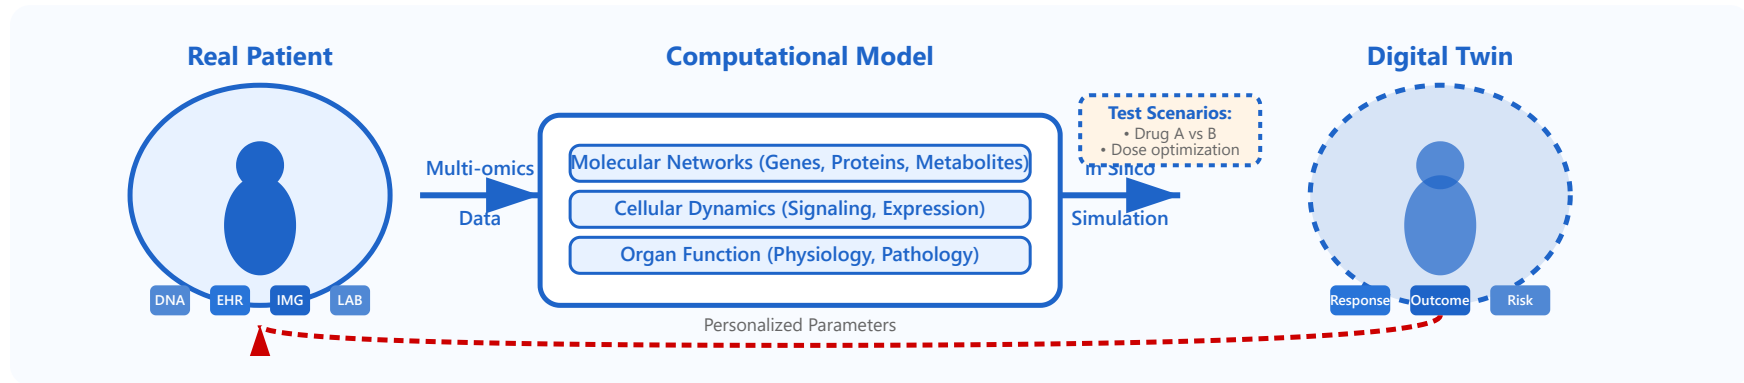 Real Patient
DNA
EHR
IMG
LAB
Multi-omics
Data
Computational Model
Molecular Networks (Genes, Proteins, Metabolites)
Cellular Dynamics (Signaling, Expression)
Organ Function (Physiology, Pathology)
Personalized Parameters
Test Scenarios:
• Drug A vs B
• Dose optimization
In Silico
Simulation
Digital Twin
Response
Outcome
Risk